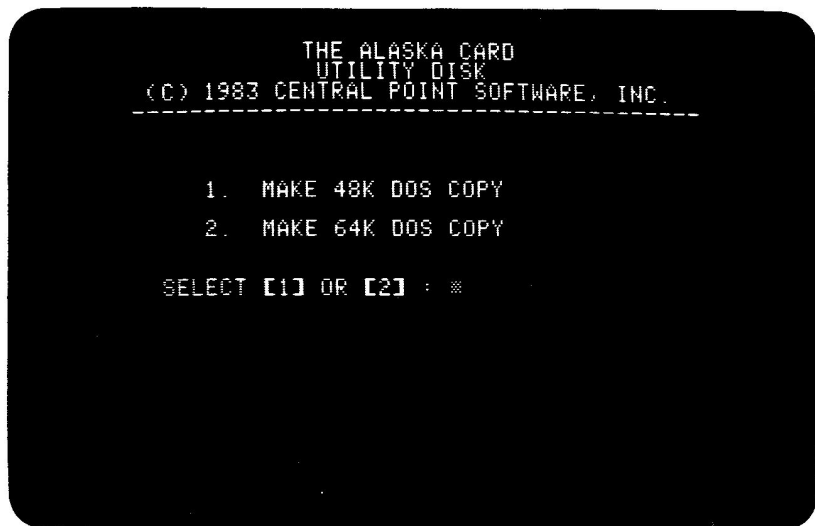 THE ALASKA CARD
UTILITY DISK
(C) 1983 CENTRAL POINT SOFTWARE, INC.
----------------------------------------
1. MAKE 48K DOS COPY
2. MAKE 64K DOS COPY
SELECT [1] OR [2] :